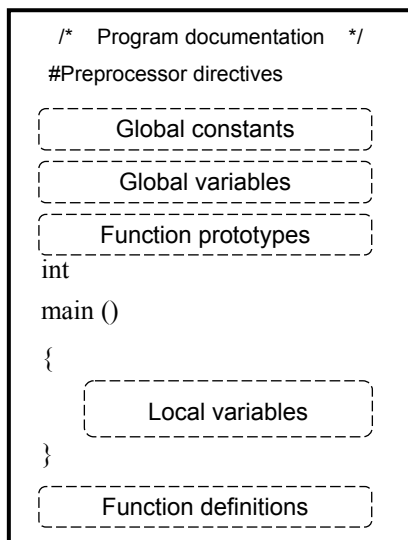 /* Program documentation */
#Preprocessor directives
Global constants
Global variables
Function prototypes
int
main ()
{
Local variables
}
Function definitions